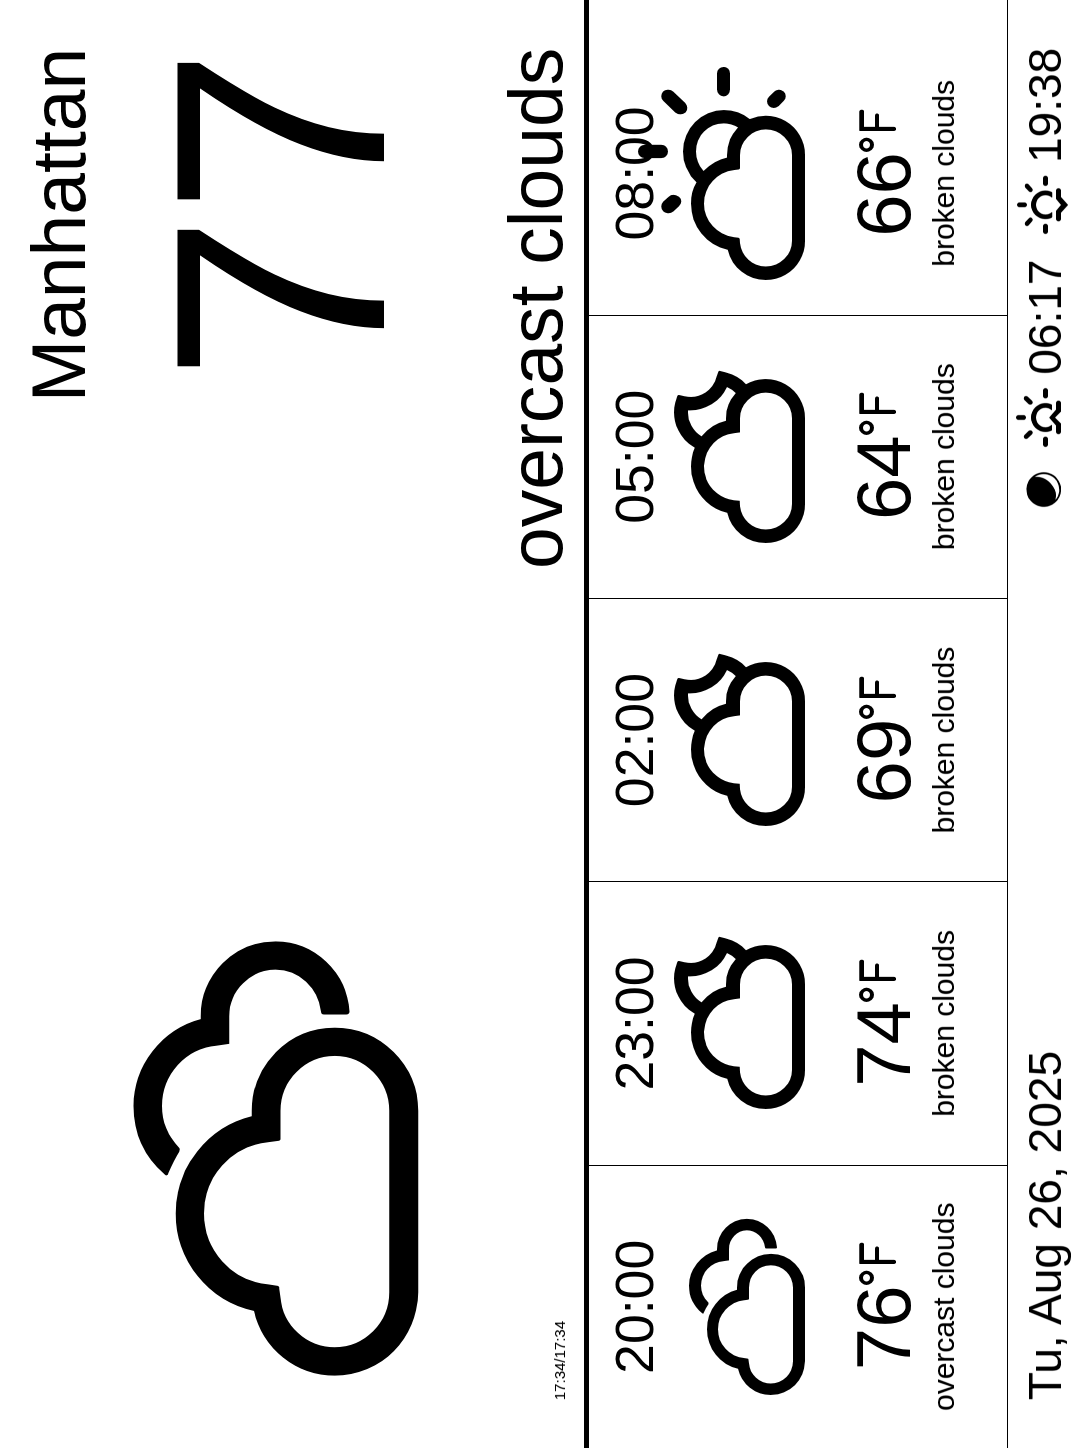 Manhattan
77
overcast clouds
17:34/17:34
20:00 23:00 02:00 05:00 08:00
76°F 74°F 69°F 64°F 66°F
overcast clouds broken clouds broken clouds broken clouds broken clouds
Tu, Aug 26, 2025 06:17 19:38